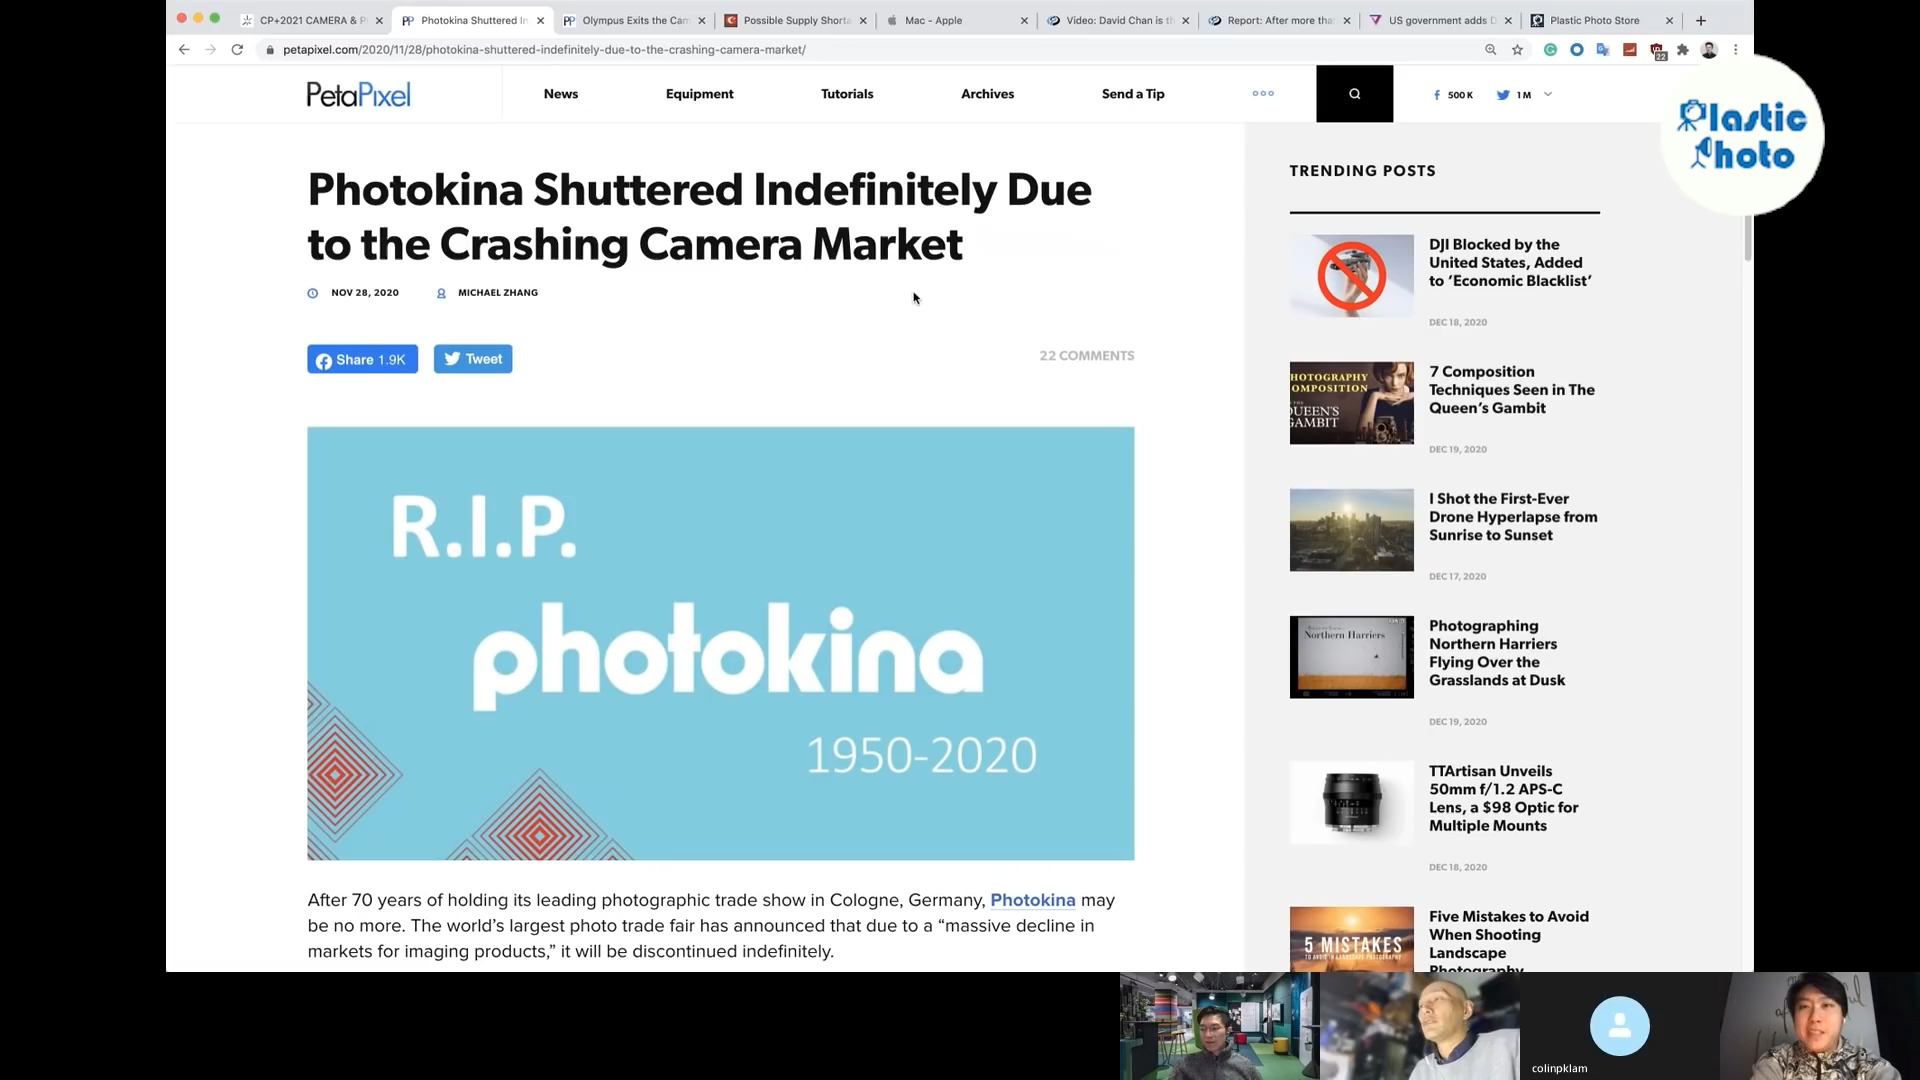 CP+2021 CAMERA & P
Photokina Shuttered In
Olympus Exits the Cam
Possible Supply Shorta
Mac - Apple
Video: David Chan is th
Report: After more tha
US government adds D
Plastic Photo Store
petapixel.com/2020/11/28/photokina-shuttered-indefinitely-due-to-the-crashing-camera-market/
22
PetaPixel
News
Equipment
Tutorials
Archives
Send a Tip
500 K
1 M
Plastic
Photo
Photokina Shuttered Indefinitely Due
to the Crashing Camera Market
NOV 28, 2020
MICHAEL ZHANG
Share 1.9K
Tweet
22 COMMENTS
R.I.P.
photokina
1950-2020
After 70 years of holding its leading photographic trade show in Cologne, Germany, Photokina may
be no more. The world’s largest photo trade fair has announced that due to a “massive decline in
markets for imaging products,” it will be discontinued indefinitely.
TRENDING POSTS
DJI Blocked by the
United States, Added
to ‘Economic Blacklist’
DEC 18, 2020
HOTOGRAPHY
OMPOSITION
QUEEN'S
GAMBIT
7 Composition
Techniques Seen in The
Queen’s Gambit
DEC 19, 2020
I Shot the First-Ever
Drone Hyperlapse from
Sunrise to Sunset
DEC 17, 2020
Northern Harriers
Photographing
Northern Harriers
Flying Over the
Grasslands at Dusk
DEC 19, 2020
TTArtisan Unveils
50mm f/1.2 APS-C
Lens, a $98 Optic for
Multiple Mounts
DEC 18, 2020
5 MISTAKES
Five Mistakes to Avoid
When Shooting
Landscape
Photography
colinpklam